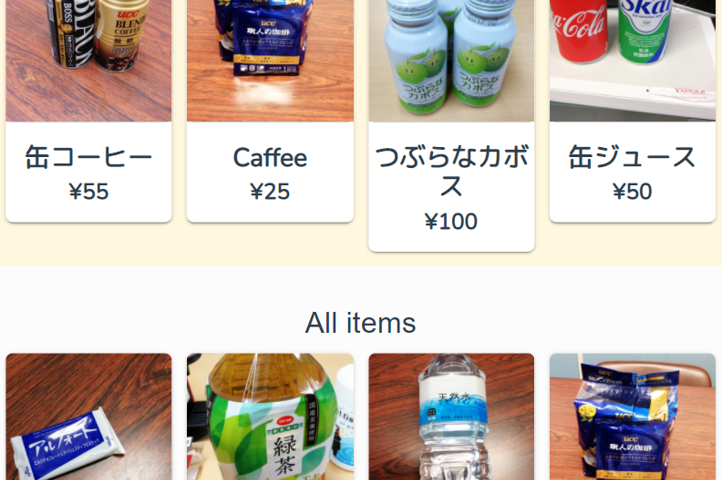 BOSS
UCC
BLEND
COFFEE
UCC
職人の珈琲
つぶらな
カボス
つぶらな
カボス
Coca-Cola
Skal
缶コーヒー
¥55
Caffee
¥25
つぶらなカボ
ス
¥100
缶ジュース
¥50
All items
アルフォート
緑茶
天然水
UCC
UCC
職人の珈琲